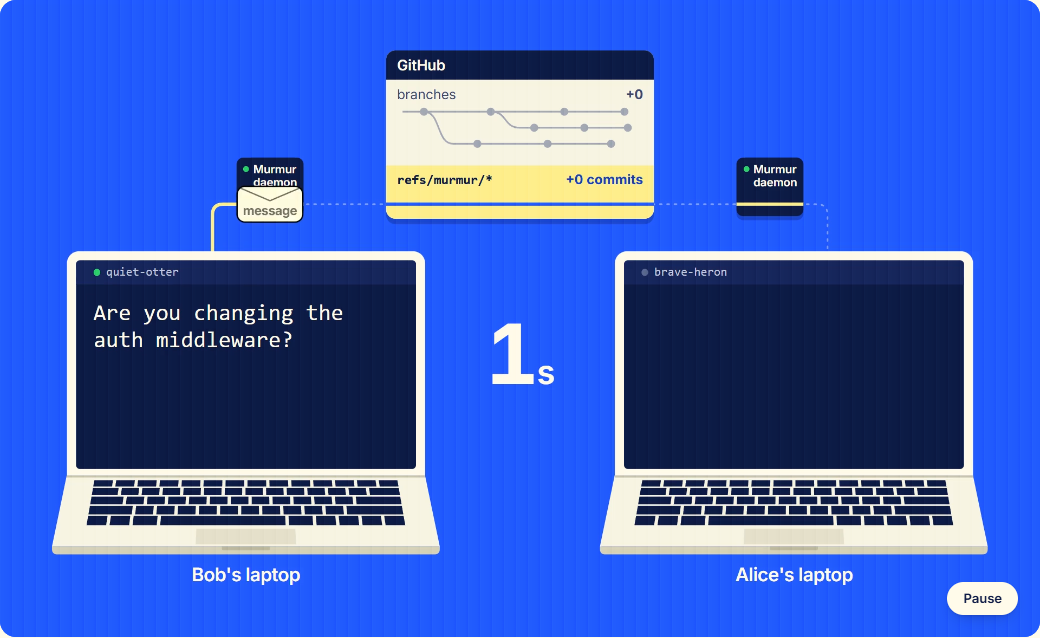 GitHub
branches +0
refs/murmur/* +0 commits
Murmur
daemon
message
Murmur
daemon
quiet-otter
Are you changing the
auth middleware?
1s
brave-heron
Bob's laptop
Alice's laptop
Pause